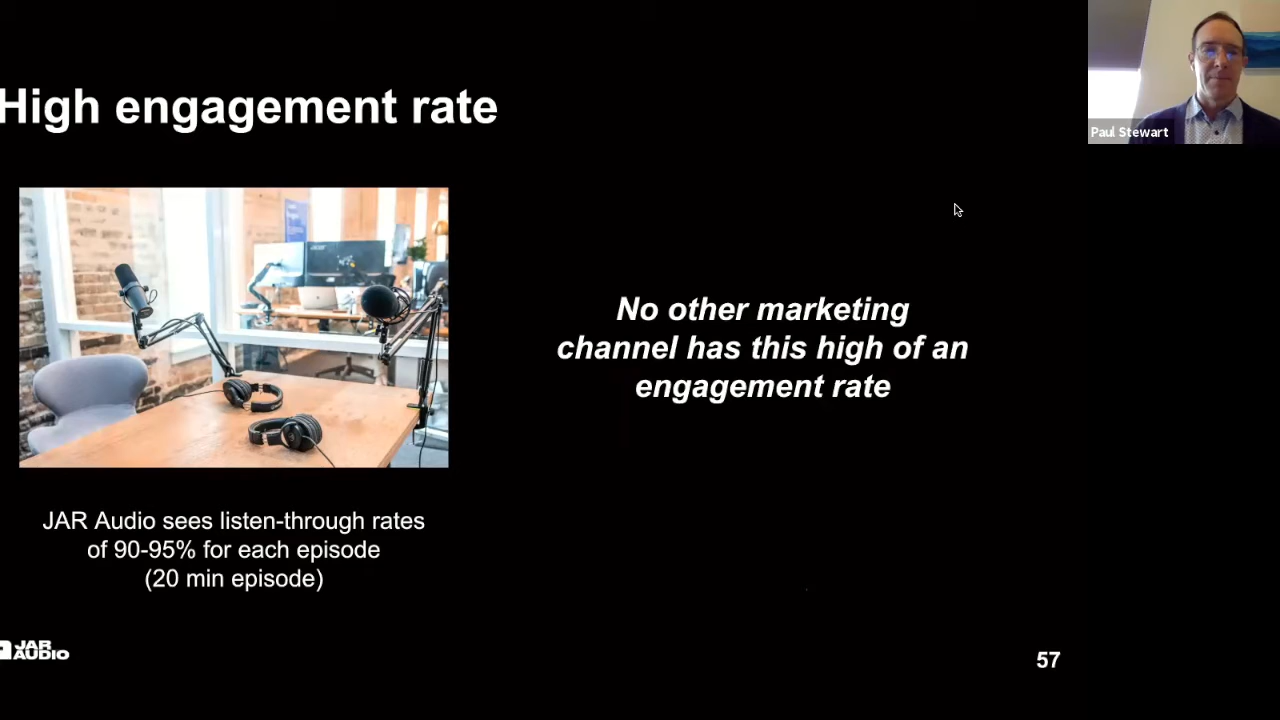 High engagement rate
Paul Stewart
No other marketing
channel has this high of an
engagement rate
JAR Audio sees listen-through rates
of 90-95% for each episode
(20 min episode)
JAR
AUDIO
57